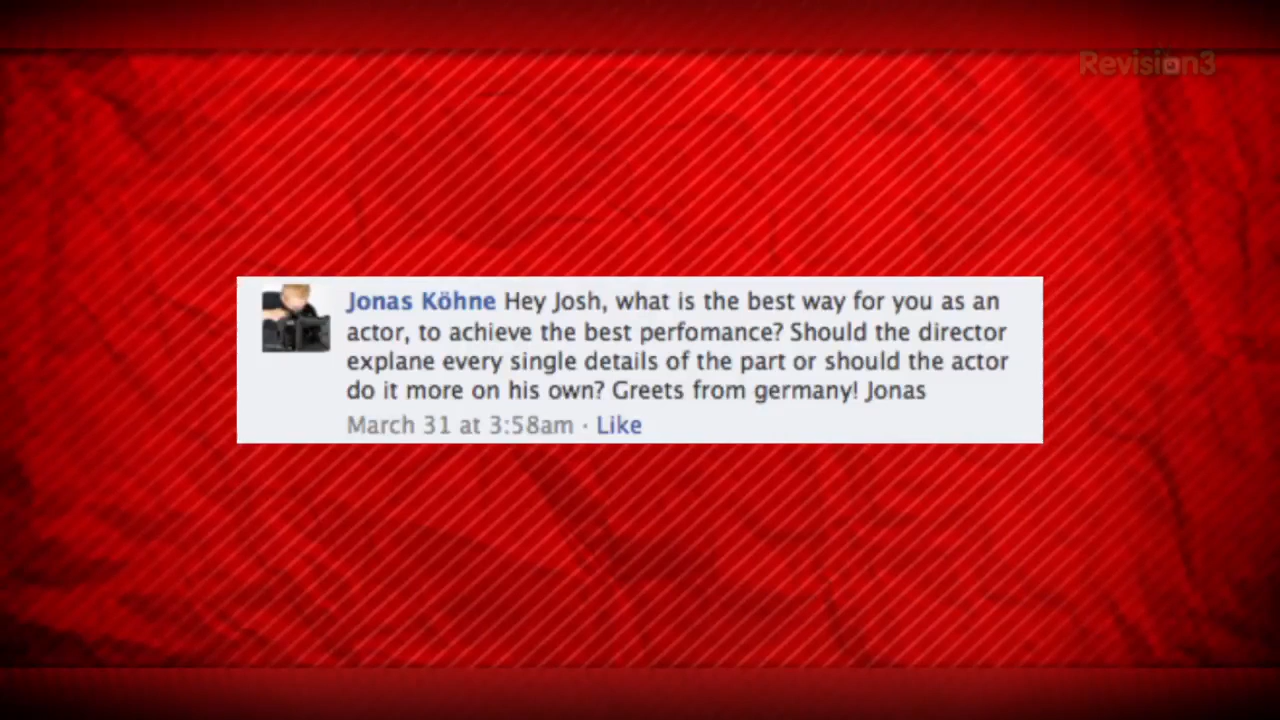 Revision3
Jonas Köhne Hey Josh, what is the best way for you as an
actor, to achieve the best perfomance? Should the director
explane every single details of the part or should the actor
do it more on his own? Greets from germany! Jonas
March 31 at 3:58am · Like